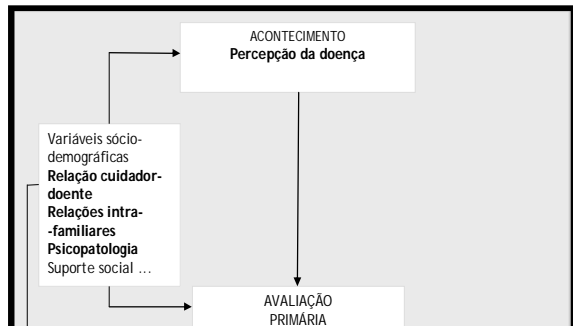 ACONTECIMENTO
Percepção da doença
Variáveis sócio-
demográficas
Relação cuidador-
doente
Relações intra-
-familiares
Psicopatologia
Suporte social ...
AVALIAÇÃO
PRIMÁRIA